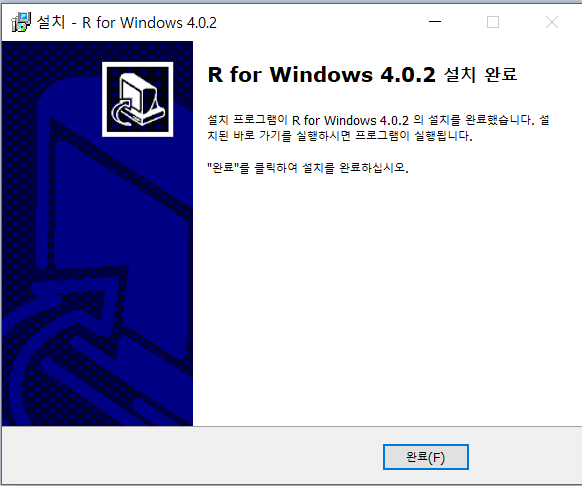 설치 - R for Windows 4.0.2
R for Windows 4.0.2 설치 완료
설치 프로그램이 R for Windows 4.0.2 의 설치를 완료했습니다. 설
치된 바로 가기를 실행하시면 프로그램이 실행됩니다.
"완료"를 클릭하여 설치를 완료하십시오.
완료(F)